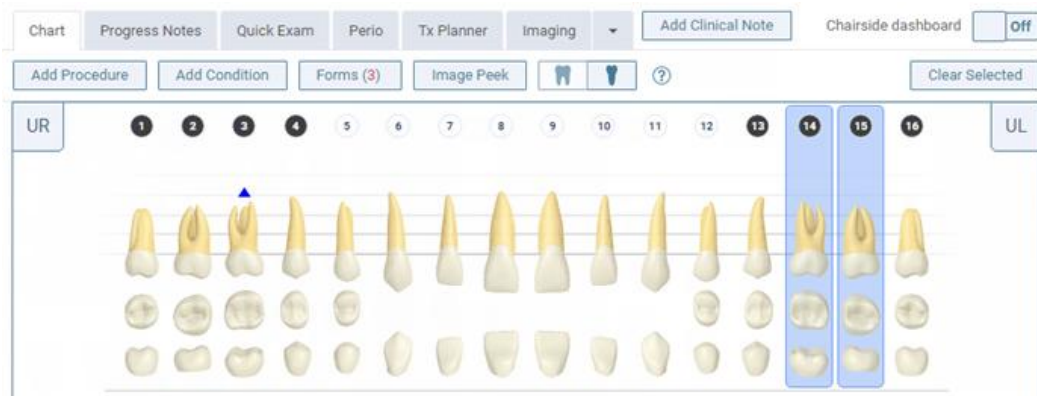 Chart Progress Notes Quick Exam Perio Tx Planner Imaging Add Clinical Note Chairside dashboard Off
Add Procedure Add Condition Forms (3) Image Peek ? Clear Selected
UR 1 2 3 4 5 6 7 8 9 10 11 12 13 14 15 16 UL